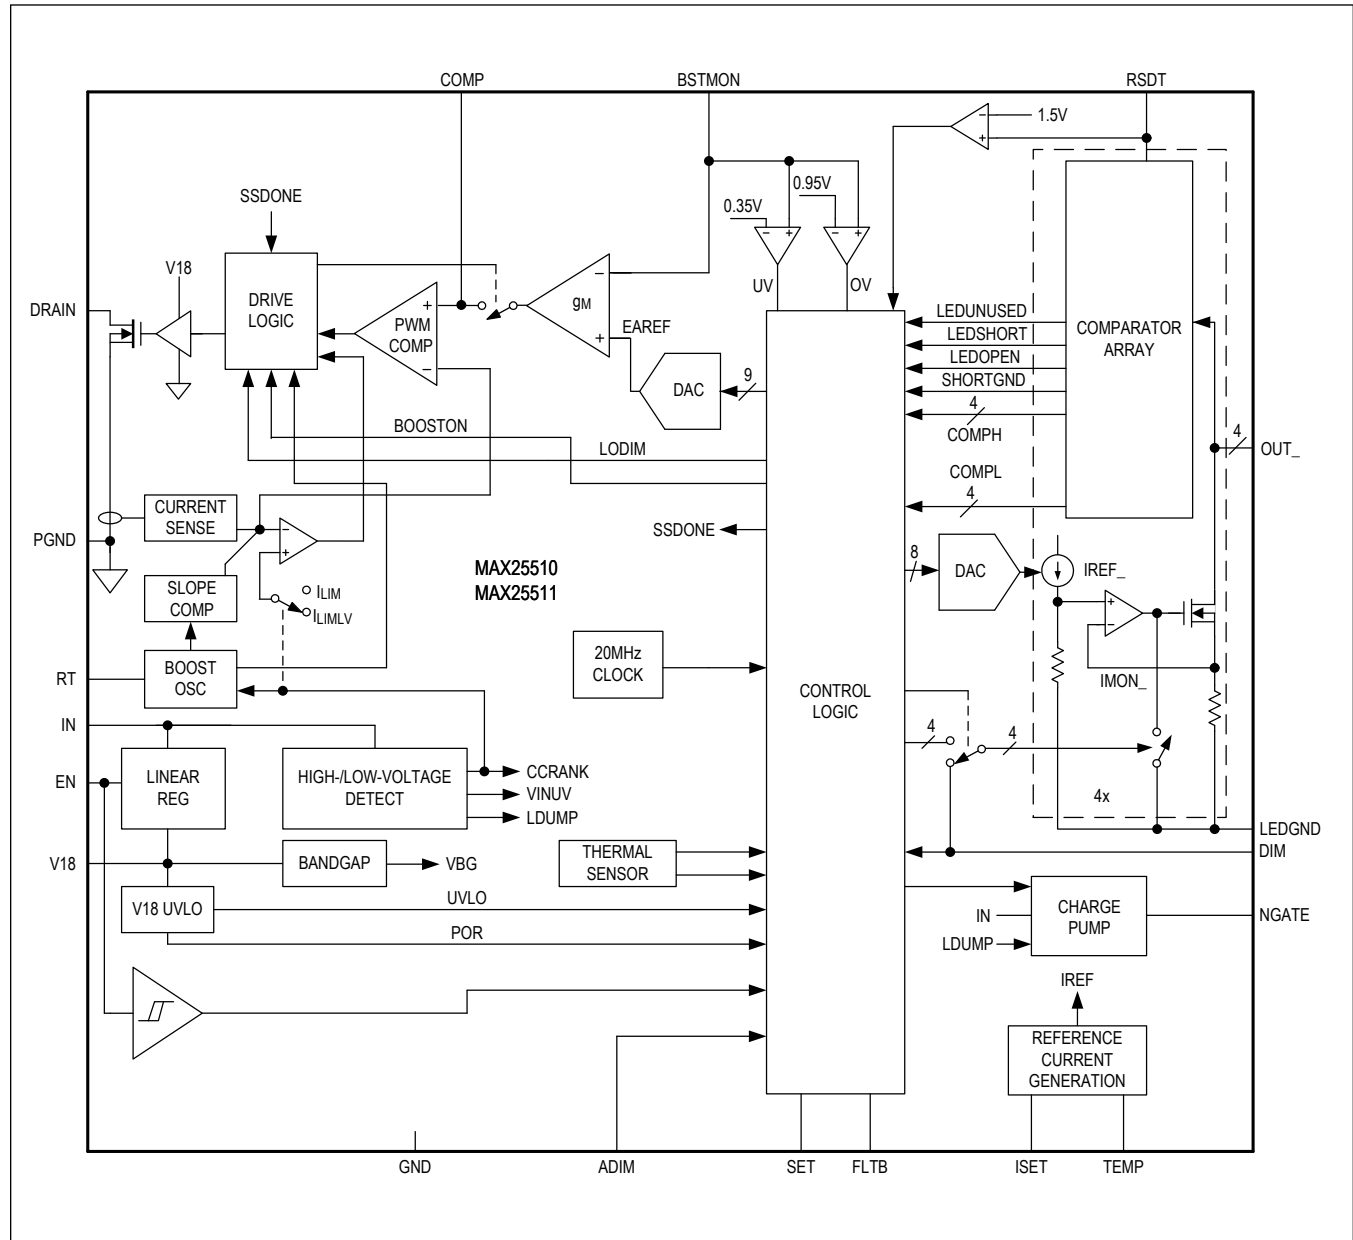 COMP
BSTMON
RSDT
1.5V
SSDONE
0.95V
0.35V
V18
UV
OV
DRAIN
DRIVE
LOGIC
PWM
COMP
gM
EAREF
DAC
9
LEDUNUSED
LEDSHORT
LEDOPEN
SHORTGND
4
COMPH
COMPL
4
COMPARATOR
ARRAY
4
OUT_
BOOSTON
LODIM
CURRENT
SENSE
SSDONE
PGND
MAX25510
MAX25511
8
DAC
IREF_
SLOPE
COMP
ILIM
ILIMLV
IMON_
RT
BOOST
OSC
20MHz
CLOCK
CONTROL
LOGIC
IN
4
4
EN
LINEAR
REG
HIGH-/LOW-VOLTAGE
DETECT
CCRANK
VINUV
LDUMP
4x
LEDGND
DIM
V18
BANDGAP
VBG
THERMAL
SENSOR
V18 UVLO
UVLO
POR
IN
LDUMP
CHARGE
PUMP
NGATE
IREF
REFERENCE
CURRENT
GENERATION
GND
ADIM
SET
FLTB
ISET
TEMP